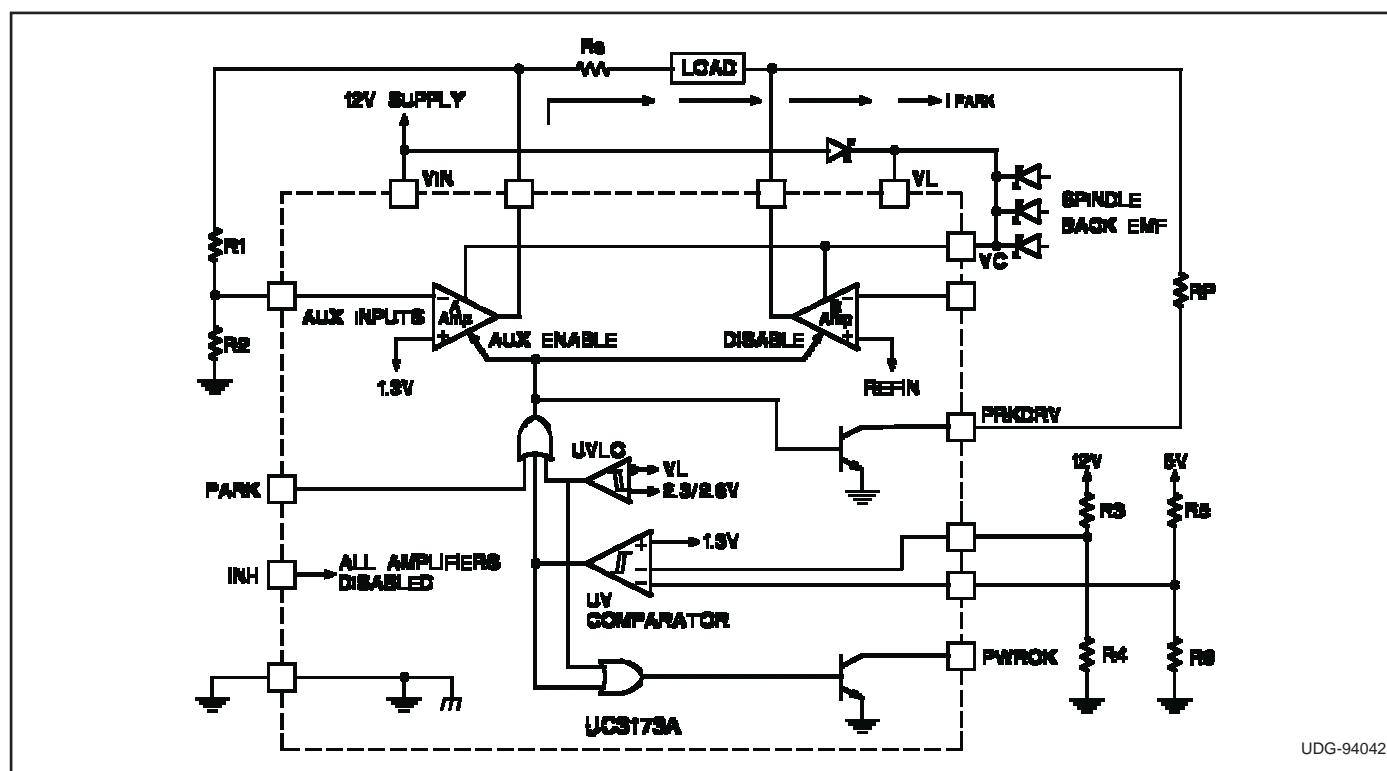 Rs
LOAD
12V SUPPLY
I PARK
VIN
VL
SPINDLE
BACK EMF
R1
VC
RP
AUX INPUTS
A
Amp
B
Amp
R2
AUX ENABLE
DISABLE
1.3V
REFIN
PRKDRV
UVLO
VL
2.3/2.6V
12V
5V
PARK
R3
R5
1.3V
INH
ALL AMPLIFIERS
DISABLED
UV
COMPARATOR
PWROK
R4
R6
UC3173A
UDG-94042